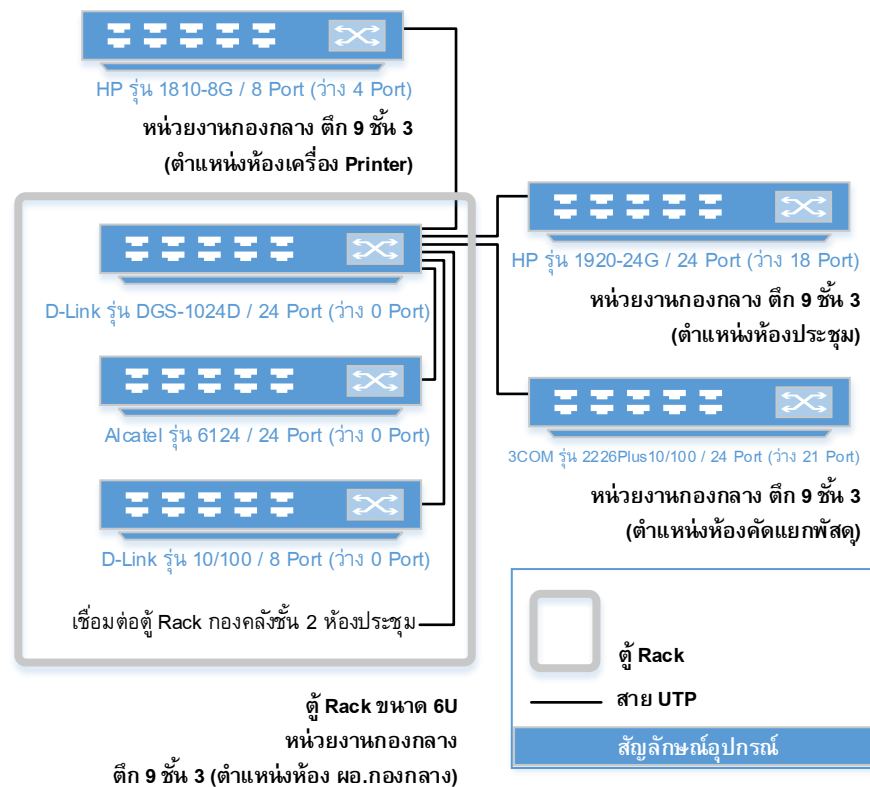 HP รุ่น 1810-8G / 8 Port (ว่าง 4 Port)
หน่วยงานกองกลาง ตึก 9 ชั้น 3
(ตำแหน่งห้องเครื่อง Printer)
HP รุ่น 1920-24G / 24 Port (ว่าง 18 Port)
หน่วยงานกองกลาง ตึก 9 ชั้น 3
(ตำแหน่งห้องประชุม)
D-Link รุ่น DGS-1024D / 24 Port (ว่าง 0 Port)
Alcatel รุ่น 6124 / 24 Port (ว่าง 0 Port)
3COM รุ่น 2226Plus10/100 / 24 Port (ว่าง 21 Port)
หน่วยงานกองกลาง ตึก 9 ชั้น 3
(ตำแหน่งห้องคัดแยกพัสดุ)
D-Link รุ่น 10/100 / 8 Port (ว่าง 0 Port)
เชื่อมต่อตู้ Rack กองคลังชั้น 2 ห้องประชุม
ตู้ Rack ขนาด 6U
หน่วยงานกองกลาง
ตึก 9 ชั้น 3 (ตำแหน่งห้อง ผอ.กองกลาง)
ตู้ Rack
สาย UTP
สัญลักษณ์อุปกรณ์